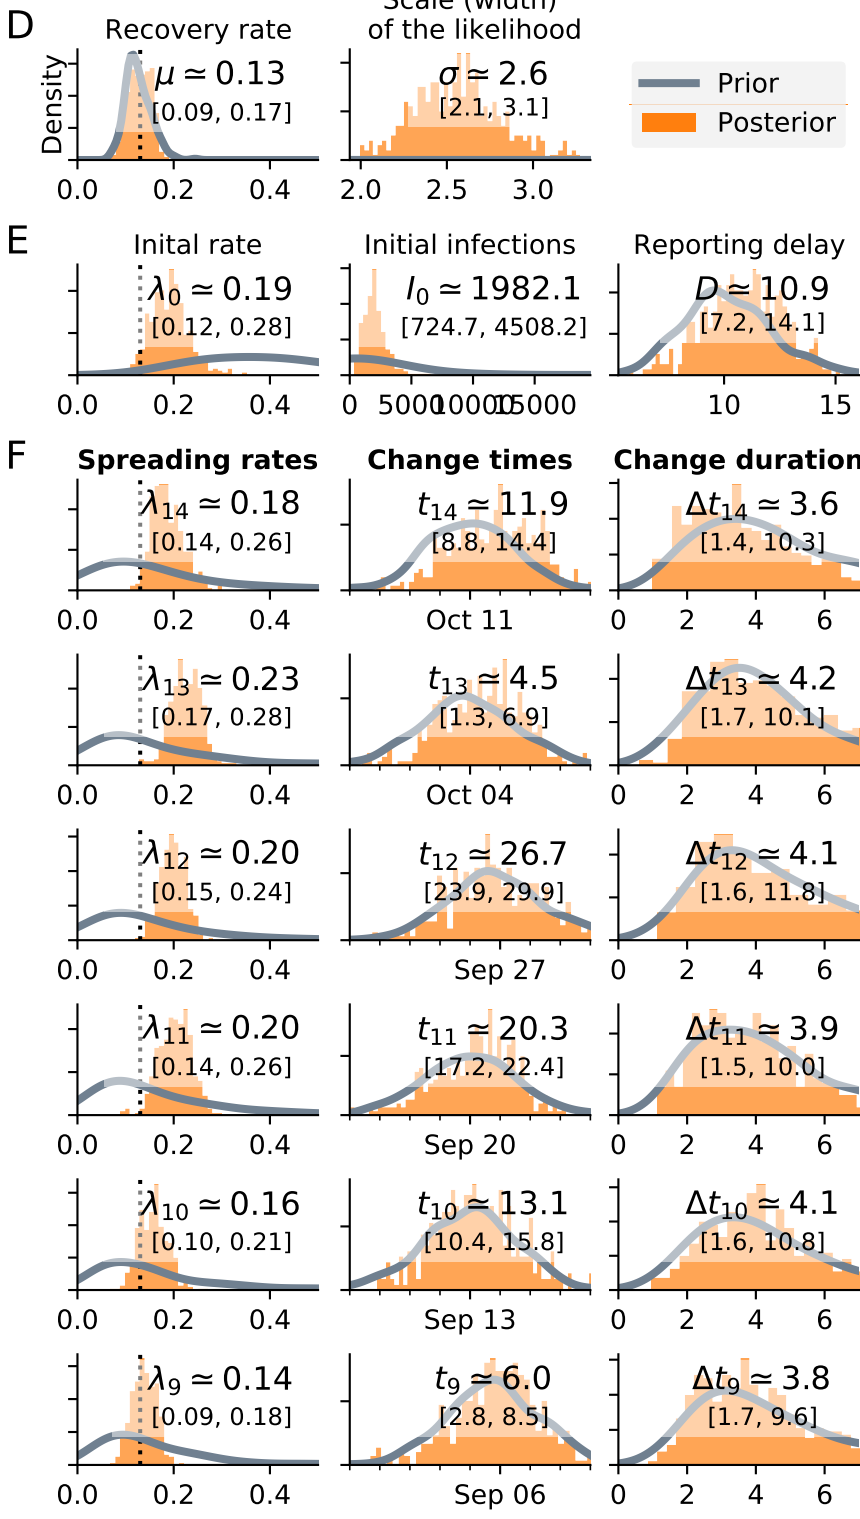 D
Recovery rate
Scale (width)
of the likelihood
Density
μ ≃ 0.13
[0.09, 0.17]
0.0 0.2 0.4
σ ≃ 2.6
[2.1, 3.1]
2.0 2.5 3.0
Prior
Posterior
E
Inital rate
λ0 ≃ 0.19
[0.12, 0.28]
0.0 0.2 0.4
Initial infections
I0 ≃ 1982.1
[724.7, 4508.2]
0 5000 10000 15000
Reporting delay
D ≃ 10.9
[7.2, 14.1]
10 15
F
Spreading rates
Change times
Change duration
λ14 ≃ 0.18
[0.14, 0.26]
0.0 0.2 0.4
t14 ≃ 11.9
[8.8, 14.4]
Oct 11
Δt14 ≃ 3.6
[1.4, 10.3]
0 2 4 6
λ13 ≃ 0.23
[0.17, 0.28]
0.0 0.2 0.4
t13 ≃ 4.5
[1.3, 6.9]
Oct 04
Δt13 ≃ 4.2
[1.7, 10.1]
0 2 4 6
λ12 ≃ 0.20
[0.15, 0.24]
0.0 0.2 0.4
t12 ≃ 26.7
[23.9, 29.9]
Sep 27
Δt12 ≃ 4.1
[1.6, 11.8]
0 2 4 6
λ11 ≃ 0.20
[0.14, 0.26]
0.0 0.2 0.4
t11 ≃ 20.3
[17.2, 22.4]
Sep 20
Δt11 ≃ 3.9
[1.5, 10.0]
0 2 4 6
λ10 ≃ 0.16
[0.10, 0.21]
0.0 0.2 0.4
t10 ≃ 13.1
[10.4, 15.8]
Sep 13
Δt10 ≃ 4.1
[1.6, 10.8]
0 2 4 6
λ9 ≃ 0.14
[0.09, 0.18]
0.0 0.2 0.4
t9 ≃ 6.0
[2.8, 8.5]
Sep 06
Δt9 ≃ 3.8
[1.7, 9.6]
0 2 4 6